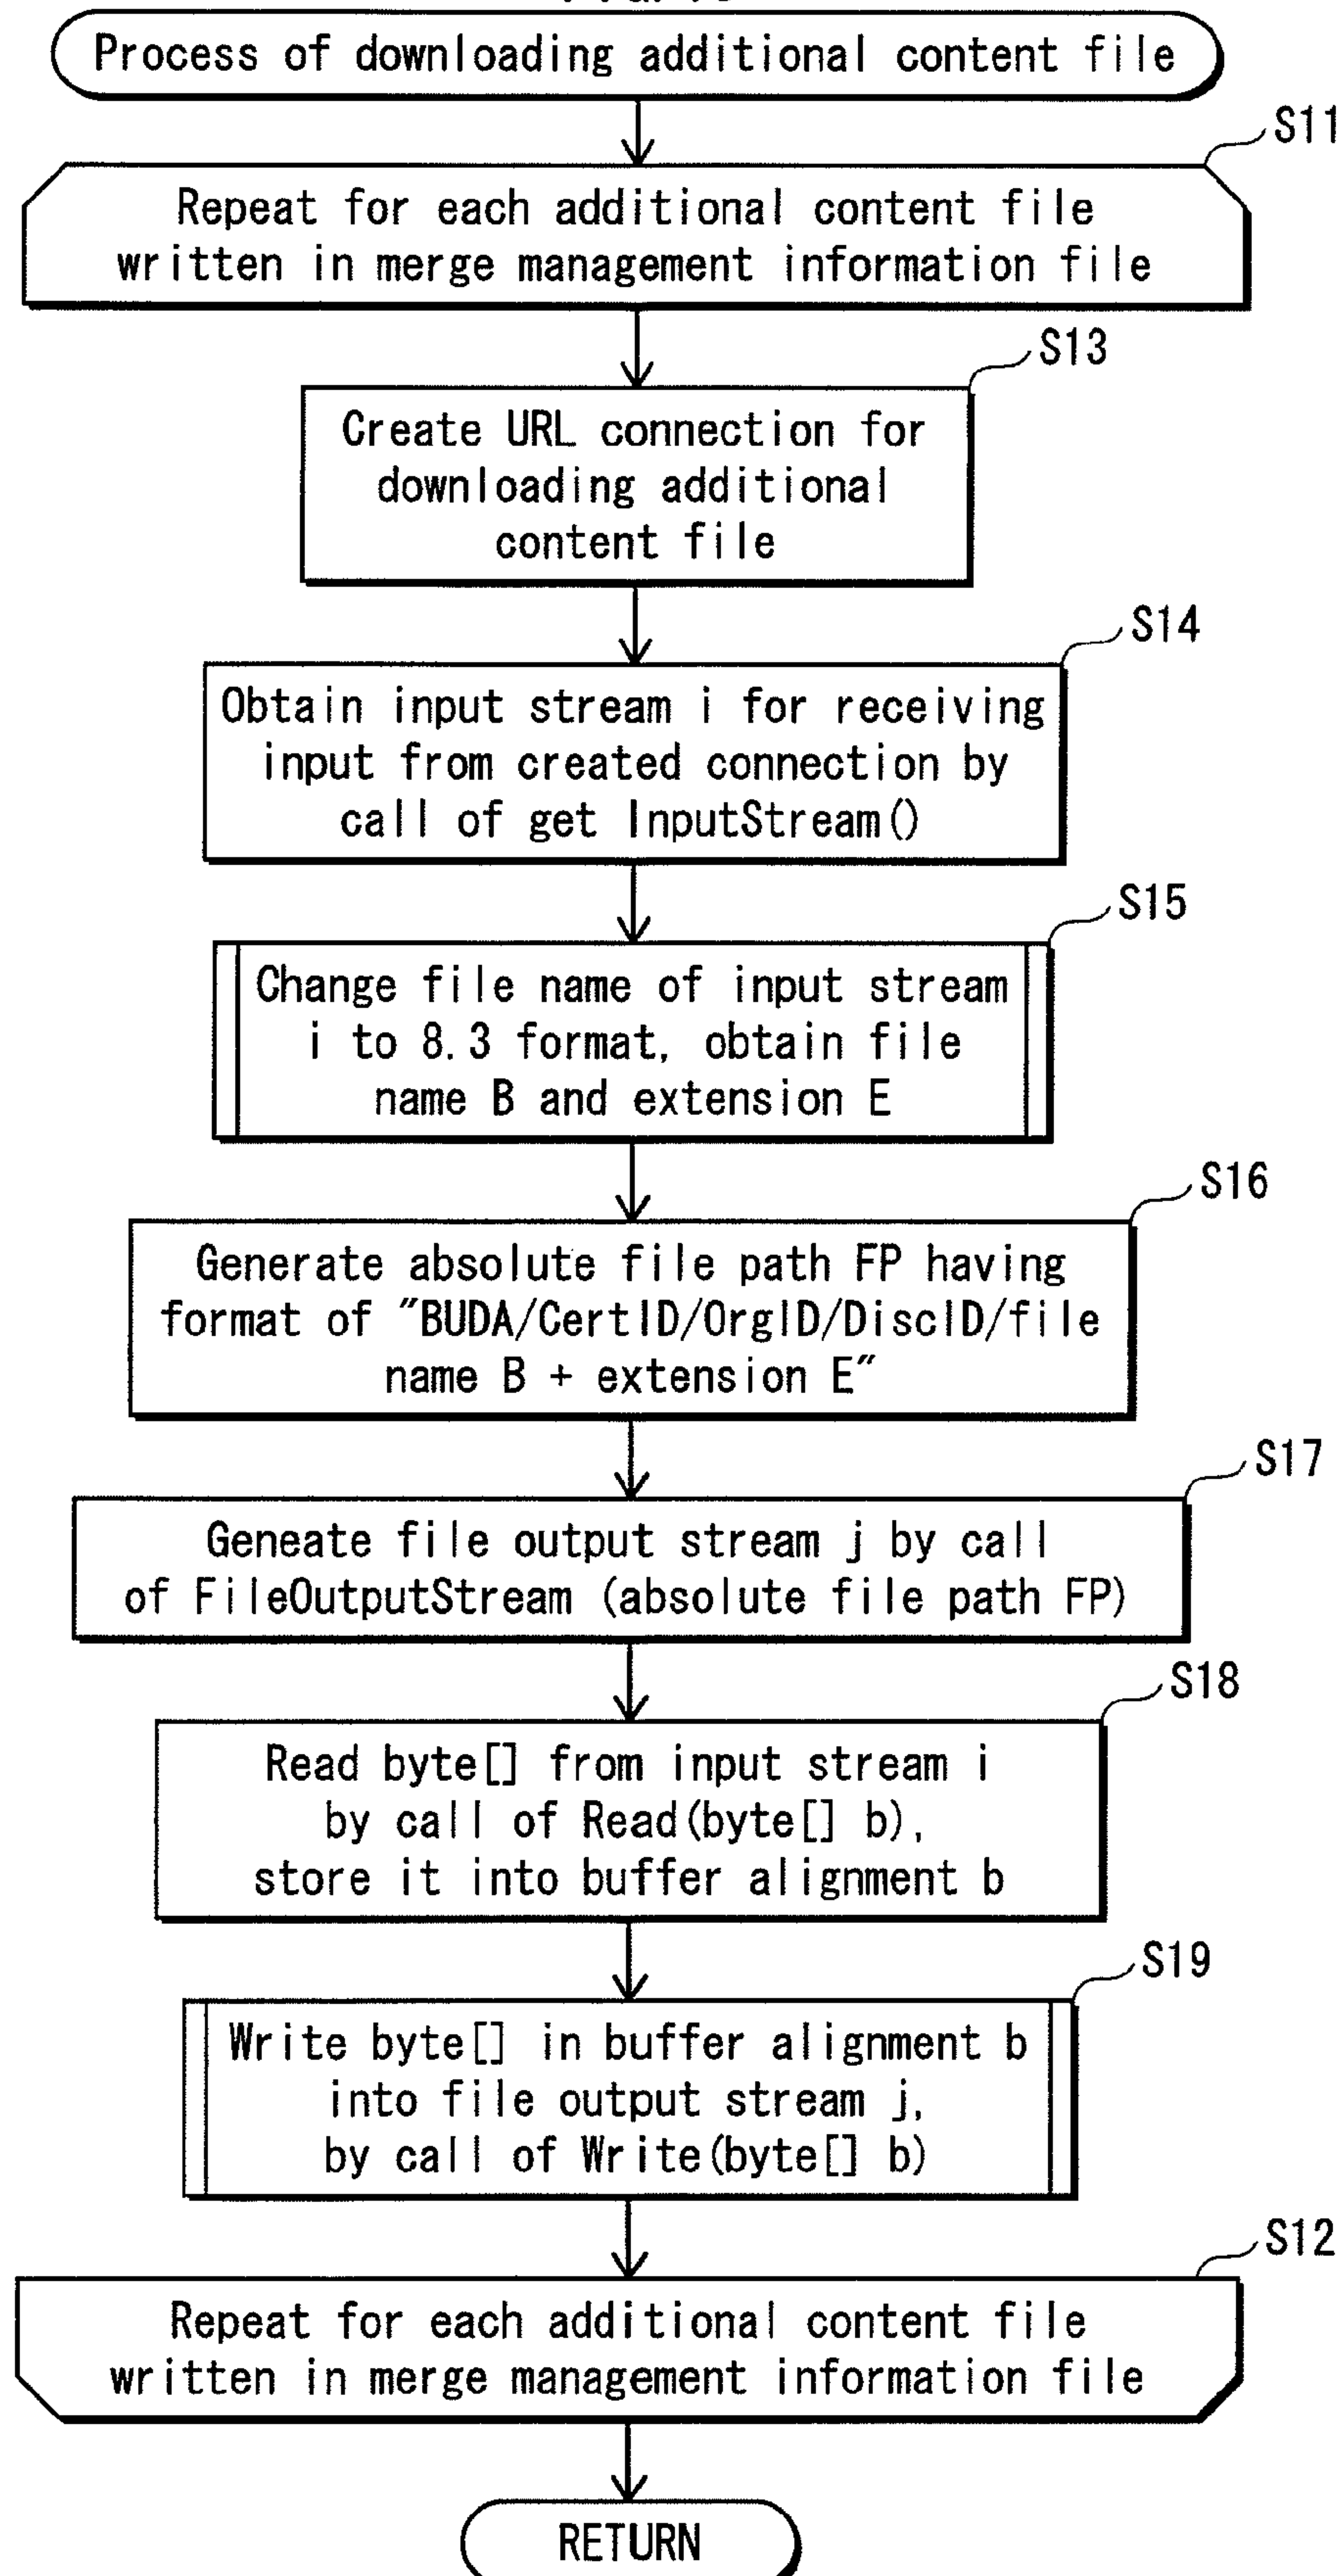 Process of downloading additional content file
S11
Repeat for each additional content file
written in merge management information file
S13
Create URL connection for
downloading additional
content file
S14
Obtain input stream i for receiving
input from created connection by
call of get InputStream()
S15
Change file name of input stream
i to 8.3 format, obtain file
name B and extension E
S16
Generate absolute file path FP having
format of "BUDA/CertID/OrgID/DiscID/file
name B + extension E"
S17
Geneate file output stream j by call
of FileOutputStream (absolute file path FP)
S18
Read byte[] from input stream i
by call of Read(byte[] b),
store it into buffer alignment b
S19
Write byte[] in buffer alignment b
into file output stream j,
by call of Write(byte[] b)
S12
Repeat for each additional content file
written in merge management information file
RETURN